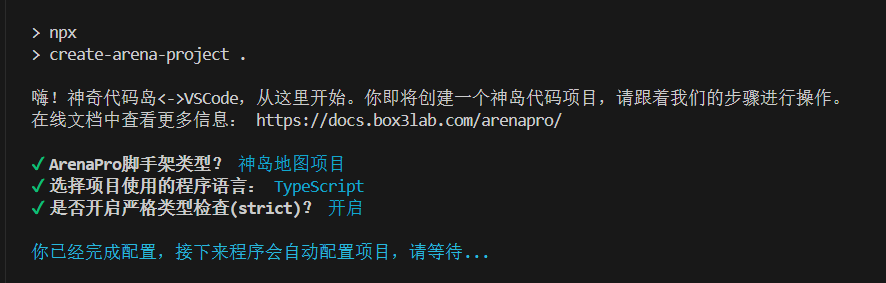 > npx
> create-arena-project .
嗨！神奇代码岛<->VSCode，从这里开始。你即将创建一个神岛代码项目，请跟着我们的步骤进行操作。
在线文档中查看更多信息： https://docs.box3lab.com/arenapro/
✓ ArenaPro脚手架类型？ 神岛地图项目
✓ 选择项目使用的程序语言： TypeScript
✓ 是否开启严格类型检查(strict)？ 开启
你已经完成配置，接下来程序会自动配置项目，请等待...